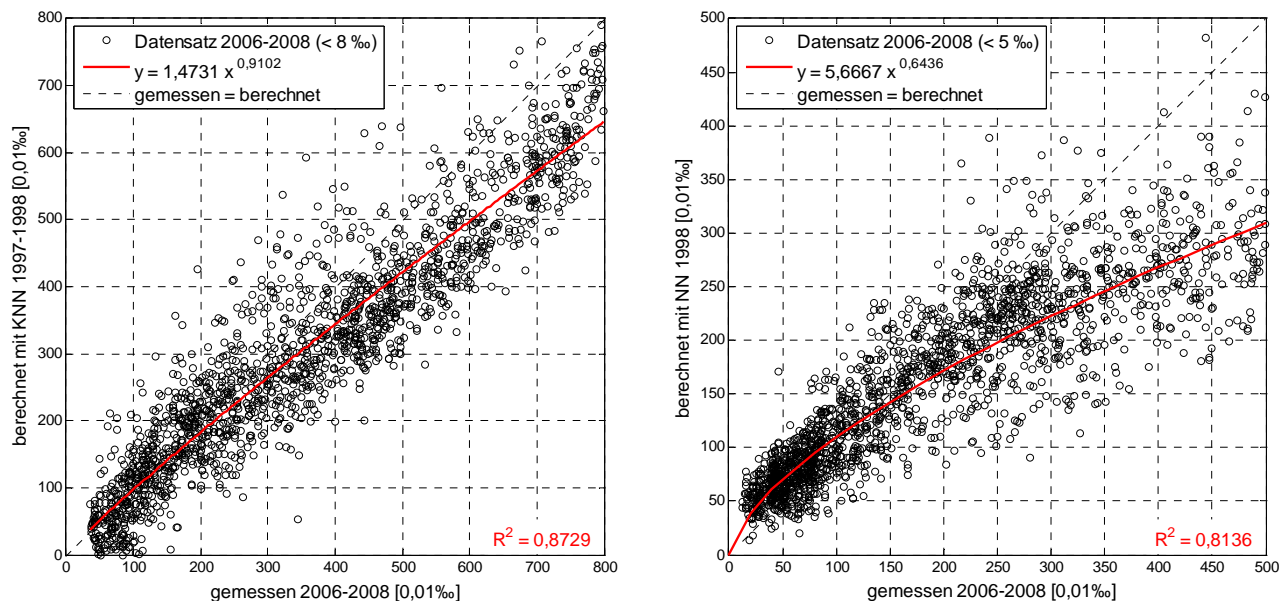 800
700
600
500
400
300
200
100
0
0 100 200 300 400 500 600 700 800
berechnet mit KNN 1997-1998 [0,01‰]
gemessen 2006-2008 [0,01‰]
Datensatz 2006-2008 (< 8 ‰)
y = 1,4731 x^0,9102
gemessen = berechnet
R² = 0,8729
500
450
400
350
300
250
200
150
100
50
0
0 50 100 150 200 250 300 350 400 450 500
berechnet mit NN 1998 [0,01‰]
gemessen 2006-2008 [0,01‰]
Datensatz 2006-2008 (< 5 ‰)
y = 5,6667 x^0,6436
gemessen = berechnet
R² = 0,8136